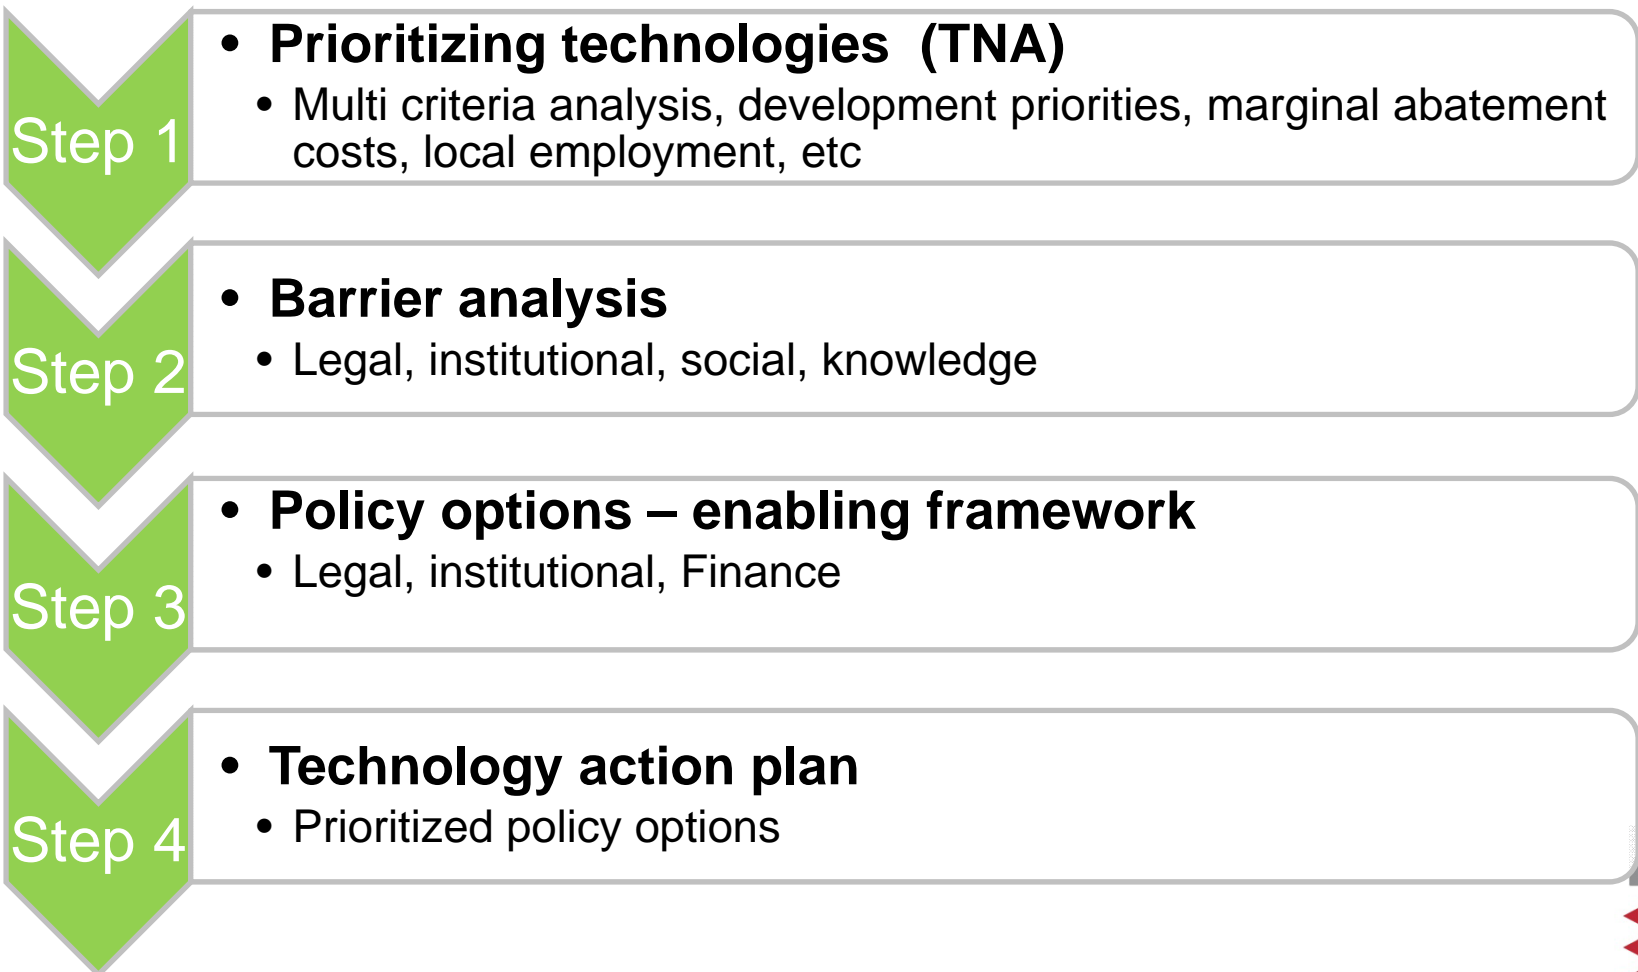 Step 1
• Prioritizing technologies (TNA)
• Multi criteria analysis, development priorities, marginal abatement
costs, local employment, etc
Step 2
• Barrier analysis
• Legal, institutional, social, knowledge
Step 3
• Policy options – enabling framework
• Legal, institutional, Finance
Step 4
• Technology action plan
• Prioritized policy options